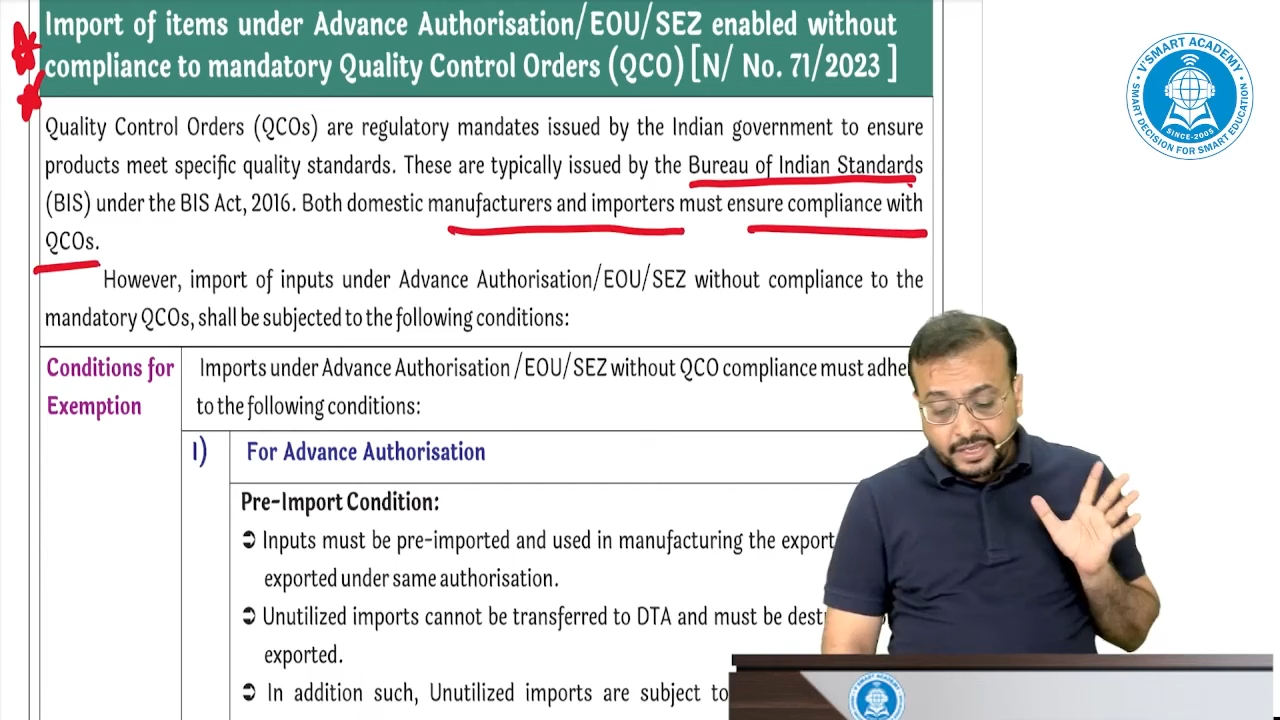 Import of items under Advance Authorisation/EOU/SEZ enabled without
compliance to mandatory Quality Control Orders (QCO) [N/ No. 71/2023 ]
Quality Control Orders (QCOs) are regulatory mandates issued by the Indian government to ensure
products meet specific quality standards. These are typically issued by the Bureau of Indian Standards
(BIS) under the BIS Act, 2016. Both domestic manufacturers and importers must ensure compliance with
QCOs.
However, import of inputs under Advance Authorisation/EOU/SEZ without compliance to the
mandatory QCOs, shall be subjected to the following conditions:
Conditions for
Exemption
Imports under Advance Authorisation /EOU/SEZ without QCO compliance must adhe
to the following conditions:
I) For Advance Authorisation
Pre-Import Condition:
➲ Inputs must be pre-imported and used in manufacturing the export
exported under same authorisation.
➲ Unutilized imports cannot be transferred to DTA and must be dest
exported.
➲ In addition such, Unutilized imports are subject to
V'SMART ACADEMY
SMART DECISION FOR SMART EDUCATION
SINCE-2005